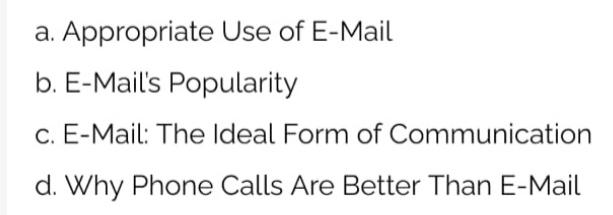 a. Appropriate Use of E-Mail
b. E-Mail's Popularity
c. E-Mail: The Ideal Form of Communication
d. Why Phone Calls Are Better Than E-Mail